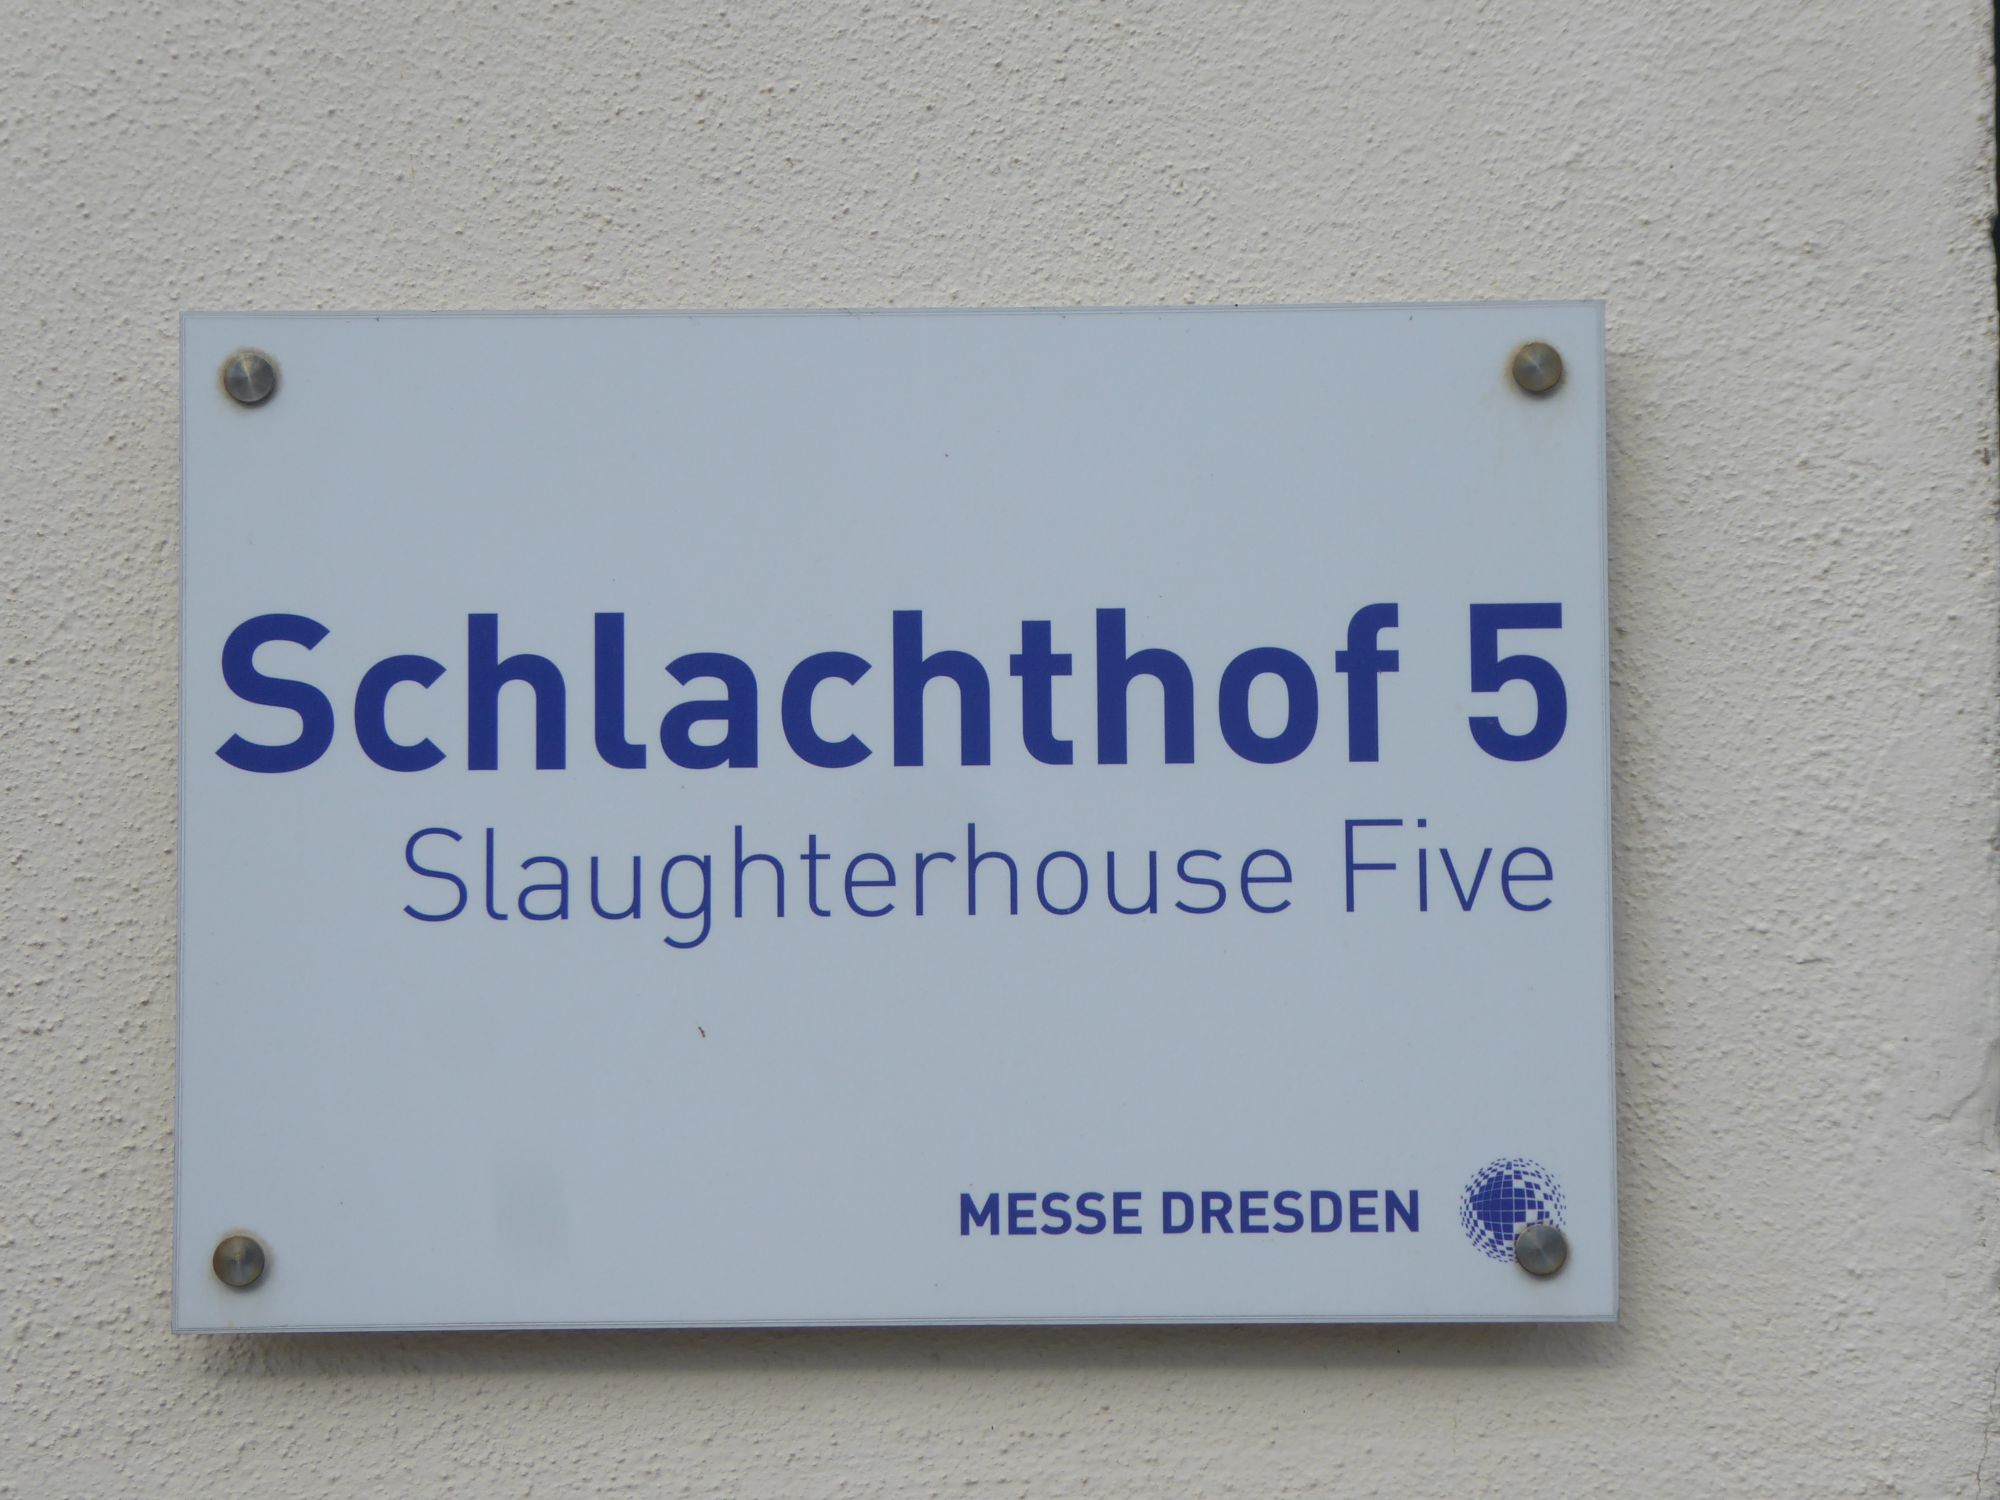 Schlachthof 5
Slaughterhouse Five
MESSE DRESDEN